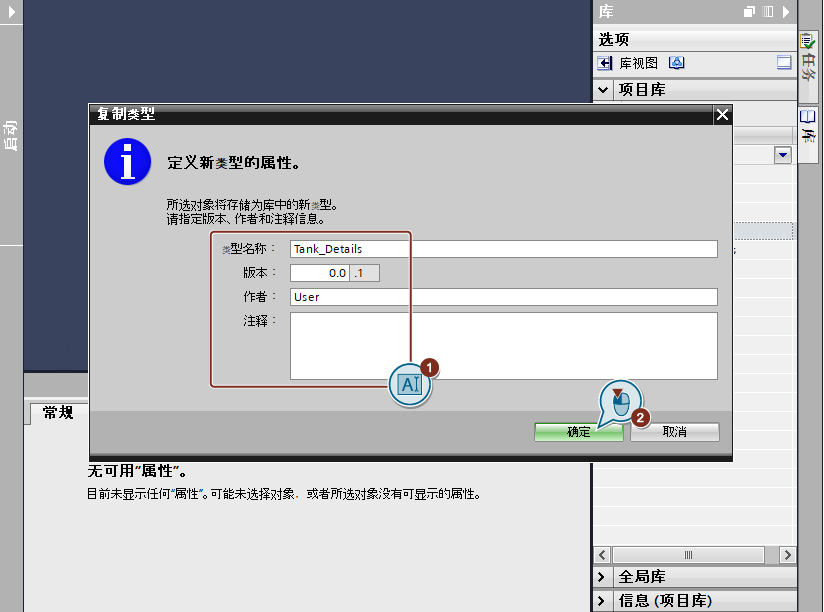 库
选项
库视图
项目库
启动
任务
库
复制类型
定义新类型的属性。
所选对象将存储为库中的新类型。
请指定版本、作者和注释信息。
类型名称： Tank_Details
版本： 0.0 .1
作者： User
注释：
1
2
确定 取消
常规
无可用"属性"。
目前未显示任何"属性"。可能未选择对象，或者所选对象没有可显示的属性。
全局库
信息 (项目库)